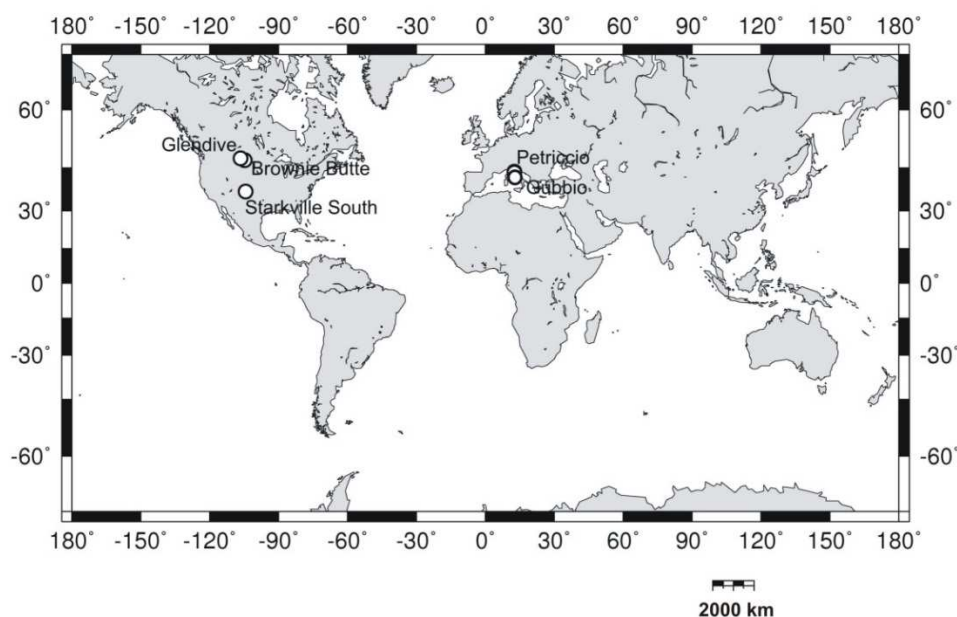 180˚ -150˚ -120˚ -90˚ -60˚ -30˚ 0˚ 30˚ 60˚ 90˚ 120˚ 150˚ 180˚
60˚ 60˚
Glendive Petriccio
Brownie Butte Gubbio
Starkville South
30˚ 30˚
0˚ 0˚
-30˚ -30˚
-60˚ -60˚
180˚ -150˚ -120˚ -90˚ -60˚ -30˚ 0˚ 30˚ 60˚ 90˚ 120˚ 150˚ 180˚
2000 km